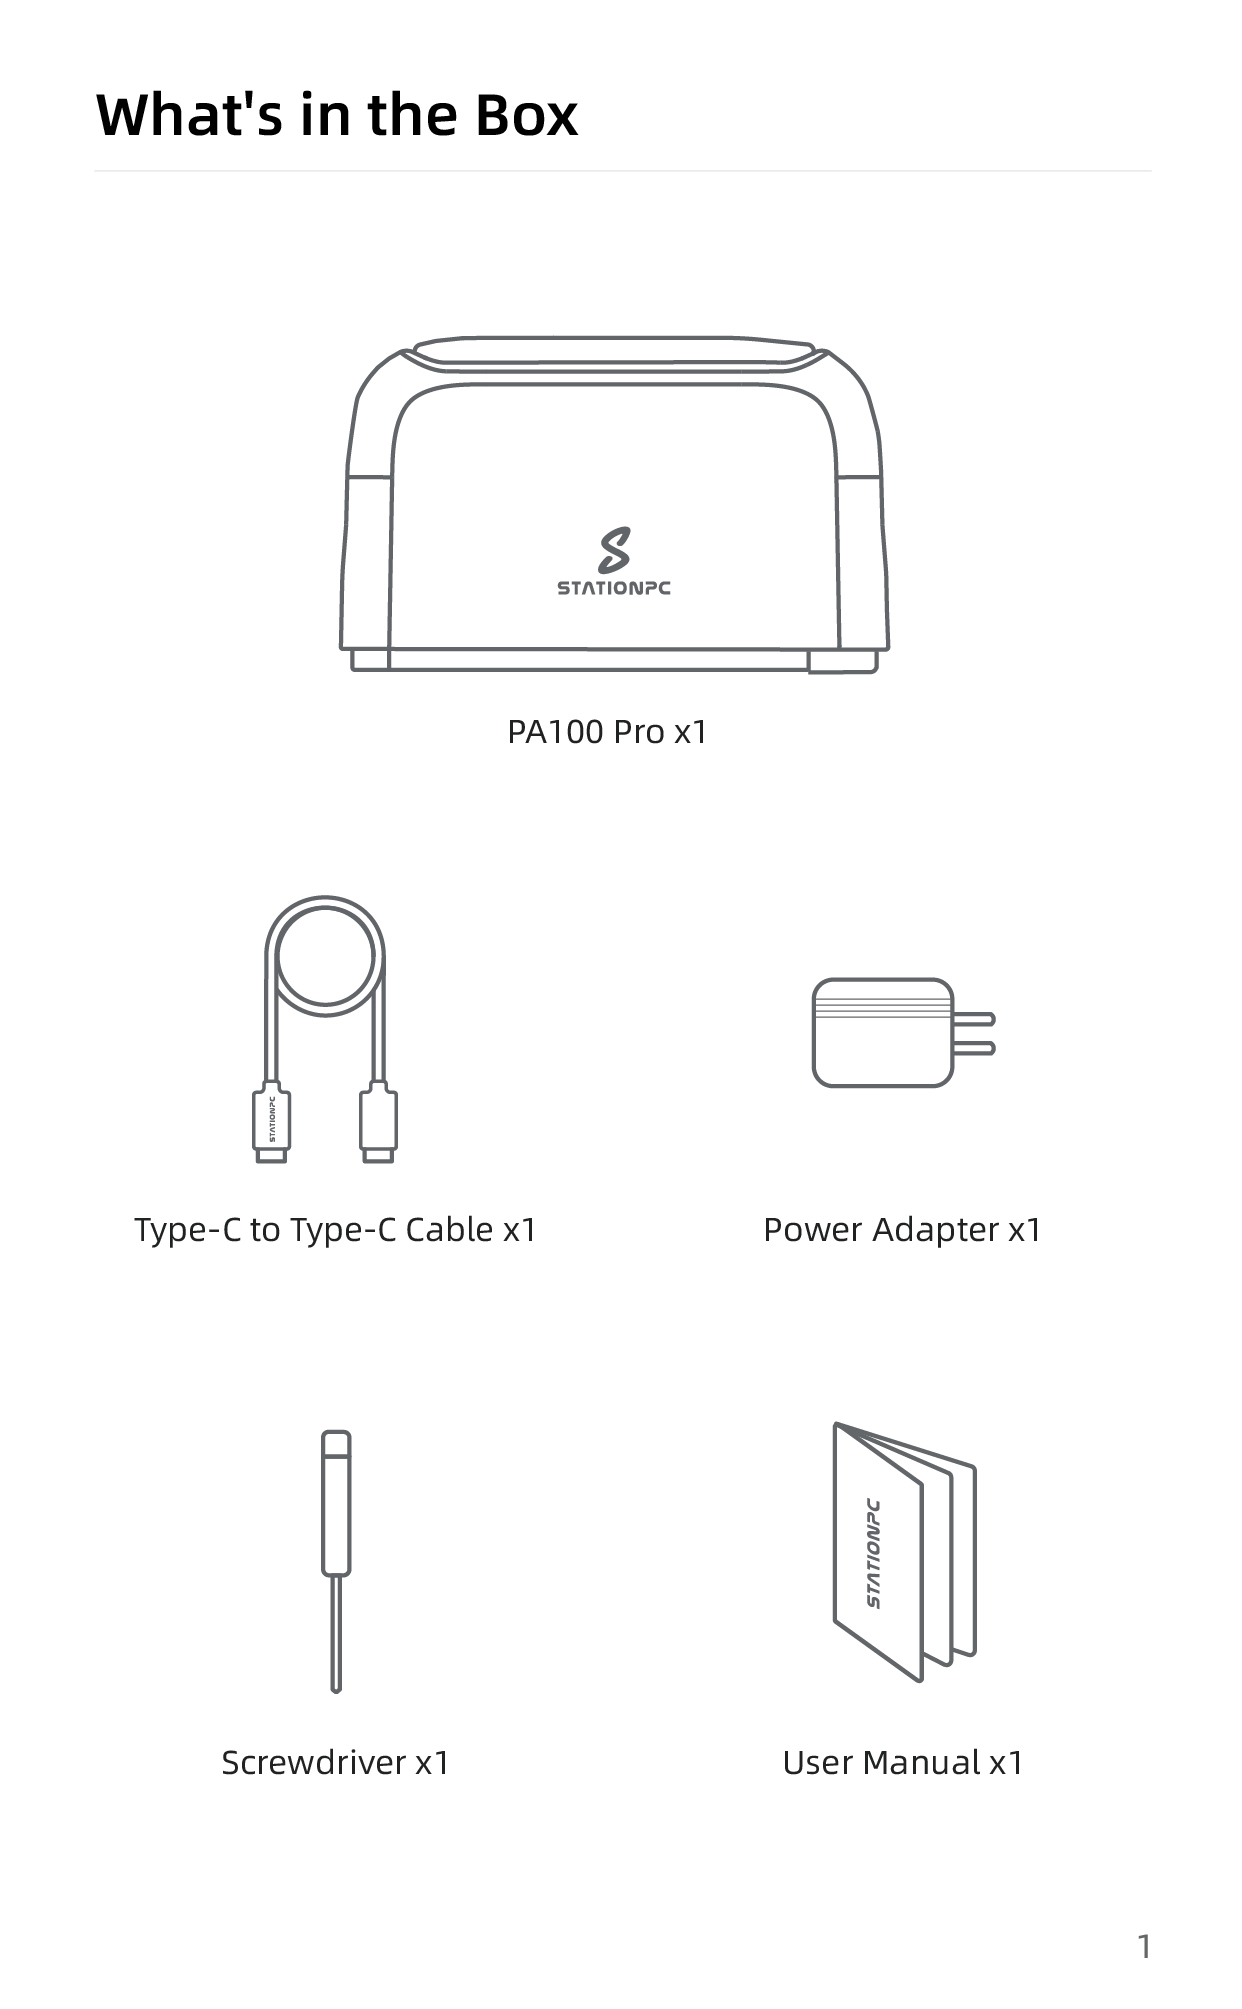 What's in the Box
STATIONPC
PA100 Pro x1
STATIONPC
Type-C to Type-C Cable x1
Power Adapter x1
STATIONPC
Screwdriver x1
User Manual x1
1